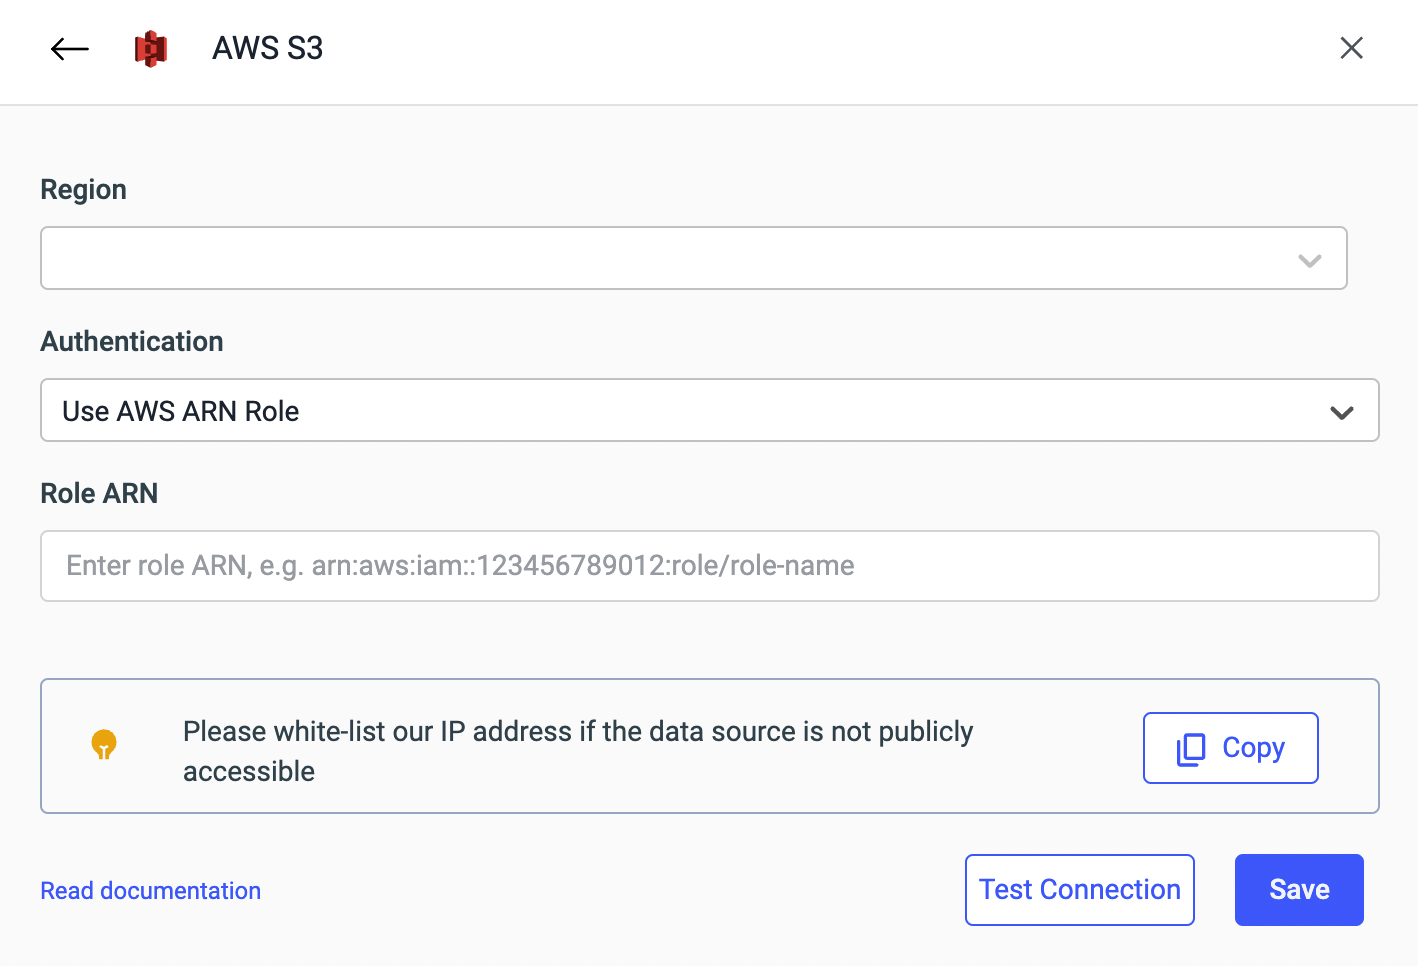 AWS S3
Region
Authentication
Use AWS ARN Role
Role ARN
Enter role ARN, e.g. arn:aws:iam::123456789012:role/role-name
Please white-list our IP address if the data source is not publicly
accessible
Copy
Read documentation
Test Connection
Save